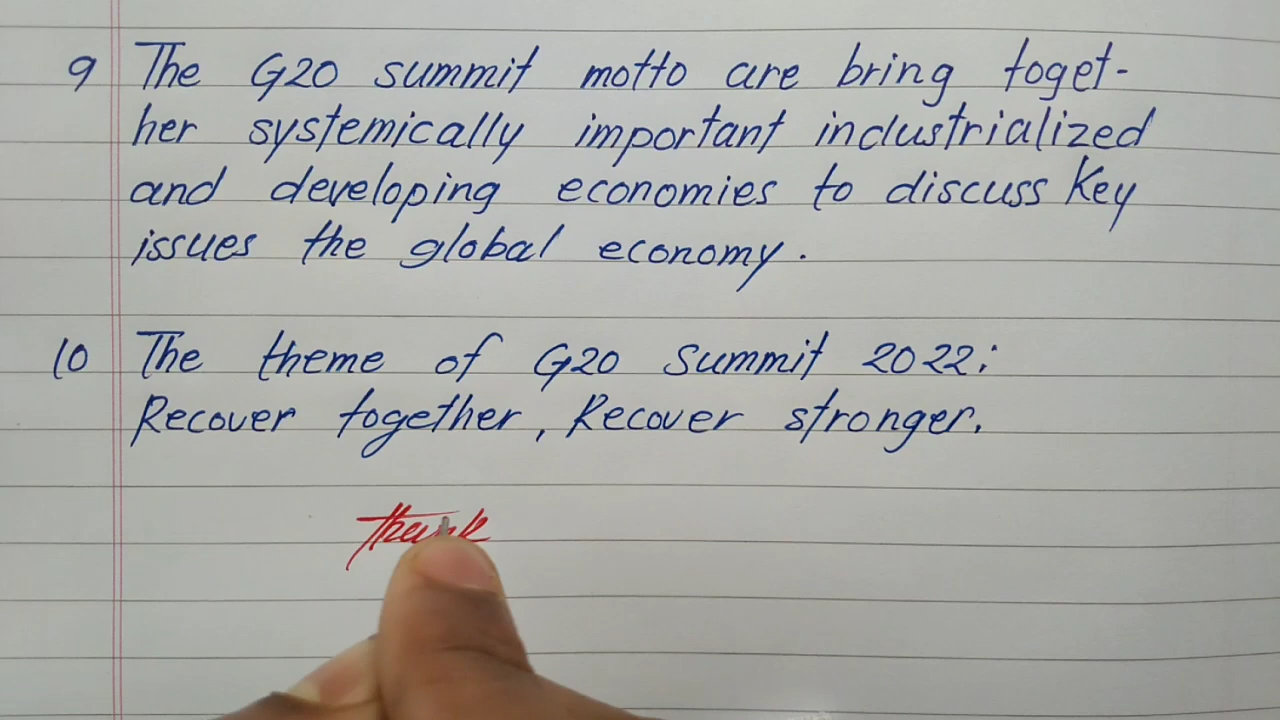 9 The G20 summit motto are bring toget-
her systemically important industrialized
and developing economies to discuss Key
issues the global economy.
10 The theme of G20 Summit 2022:
Recover together, Recover stronger.
Thank